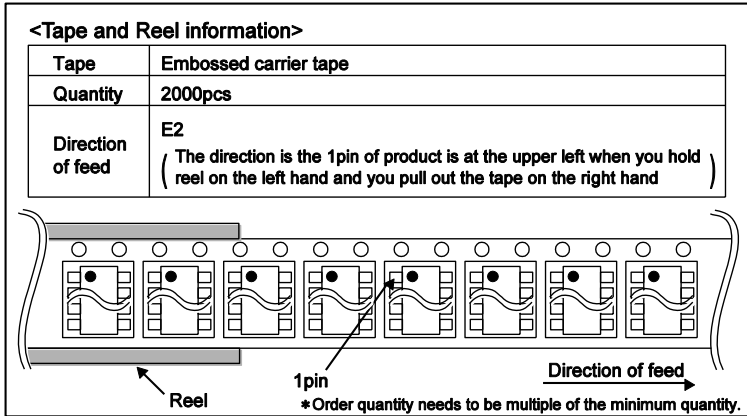 <Tape and Reel information>
Tape Embossed carrier tape
Quantity 2000pcs
Direction of feed E2
( The direction is the 1pin of product is at the upper left when you hold
reel on the left hand and you pull out the tape on the right hand )
1pin
Reel
Direction of feed
*Order quantity needs to be multiple of the minimum quantity.